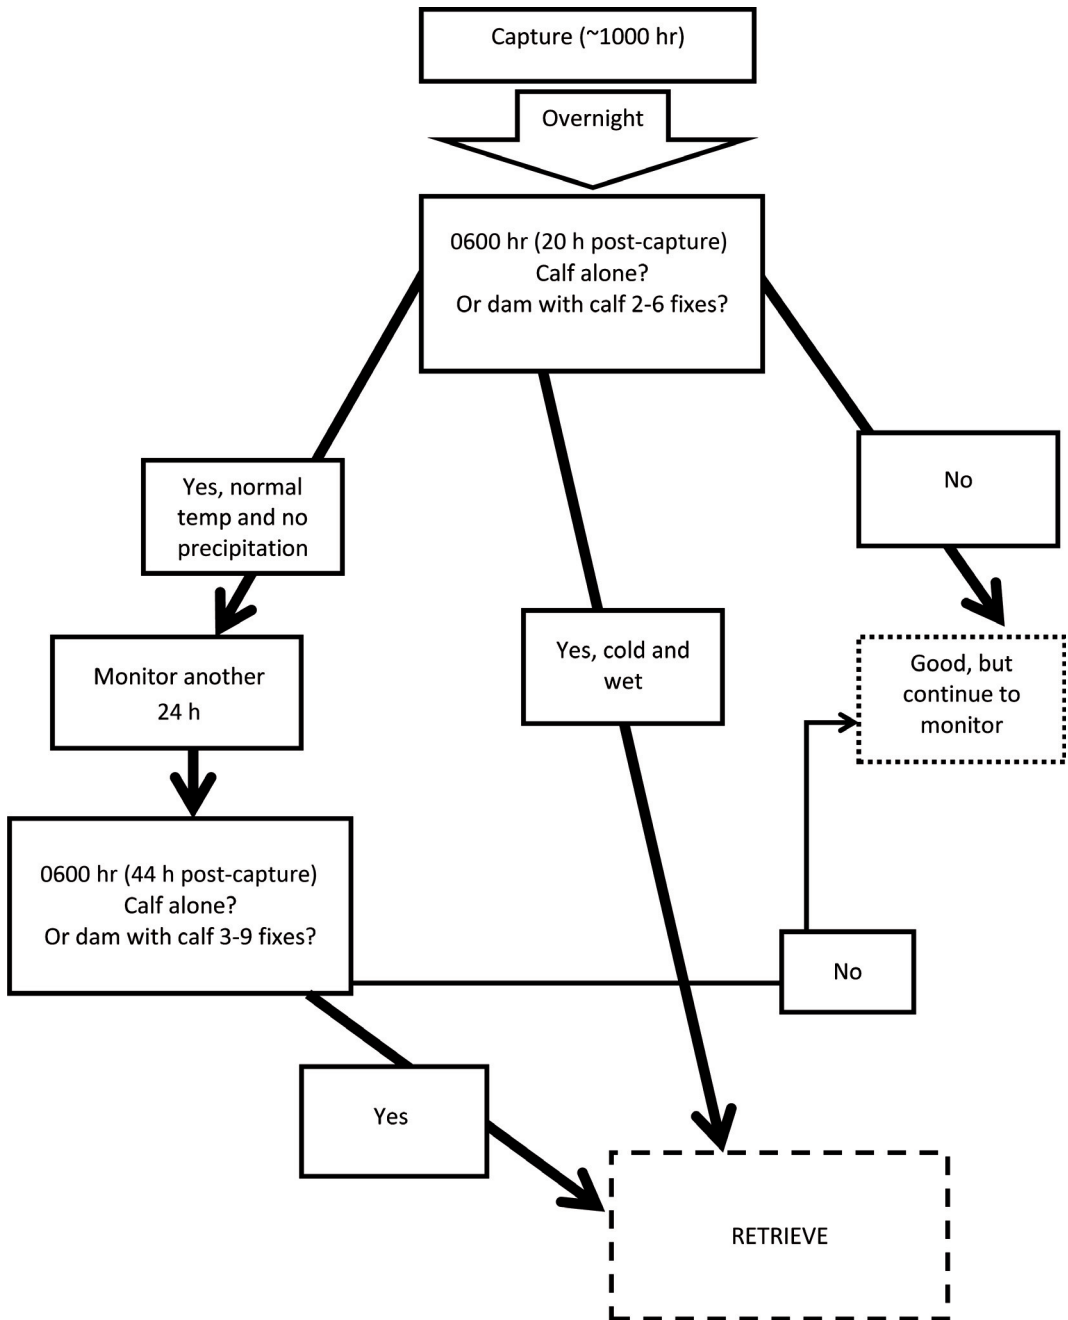 Capture (~1000 hr)
Overnight
0600 hr (20 h post-capture)
Calf alone?
Or dam with calf 2-6 fixes?
Yes, normal
temp and no
precipitation
No
Monitor another
24 h
Yes, cold and
wet
Good, but
continue to
monitor
0600 hr (44 h post-capture)
Calf alone?
Or dam with calf 3-9 fixes?
No
Yes
RETRIEVE